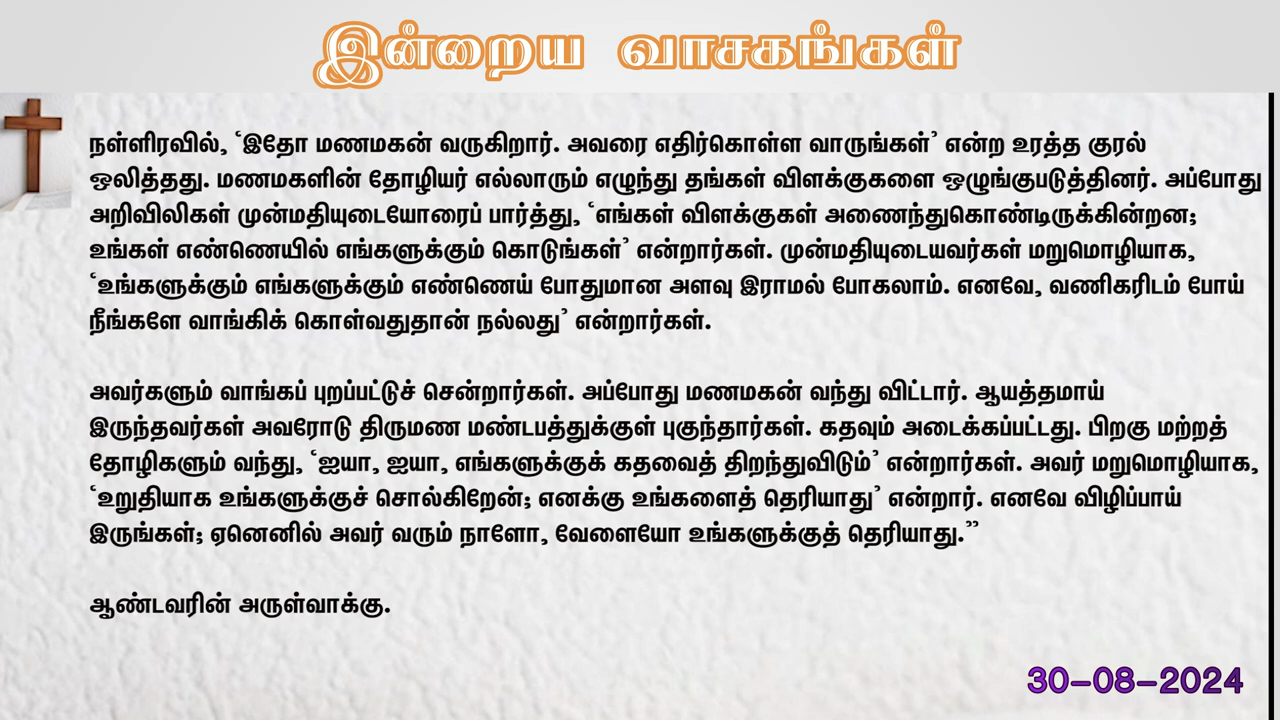 இன்றைய வாசகங்கள்
நள்ளிரவில், ‘இதோ மணமகன் வருகிறார். அவரை எதிர்கொள்ள வாருங்கள்’ என்ற உரத்த குரல்
ஒலித்தது. மணமகளின் தோழியர் எல்லாரும் எழுந்து தங்கள் விளக்குகளை ஒழுங்குபடுத்தினர். அப்போது
அறிவிலிகள் முன்மதியுடையோரைப் பார்த்து, ‘எங்கள் விளக்குகள் அணைந்துகொண்டிருக்கின்றன;
உங்கள் எண்ணெயில் எங்களுக்கும் கொடுங்கள்’ என்றார்கள். முன்மதியுடையவர்கள் மறுமொழியாக,
‘உங்களுக்கும் எங்களுக்கும் எண்ணெய் போதுமான அளவு இராமல் போகலாம். எனவே, வணிகரிடம் போய்
நீங்களே வாங்கிக் கொள்வதுதான் நல்லது’ என்றார்கள்.
அவர்களும் வாங்கப் புறப்பட்டுச் சென்றார்கள். அப்போது மணமகன் வந்து விட்டார். ஆயத்தமாய்
இருந்தவர்கள் அவரோடு திருமண மண்டபத்துக்குள் புகுந்தார்கள். கதவும் அடைக்கப்பட்டது. பிறகு மற்றத்
தோழிகளும் வந்து, ‘ஐயா, ஐயா, எங்களுக்குக் கதவைத் திறந்துவிடும்’ என்றார்கள். அவர் மறுமொழியாக,
‘உறுதியாக உங்களுக்குச் சொல்கிறேன்; எனக்கு உங்களைத் தெரியாது’ என்றார். எனவே விழிப்பாய்
இருங்கள்; ஏனெனில் அவர் வரும் நாளோ, வேளையோ உங்களுக்குத் தெரியாது.”
ஆண்டவரின் அருள்வாக்கு.
30-08-2024